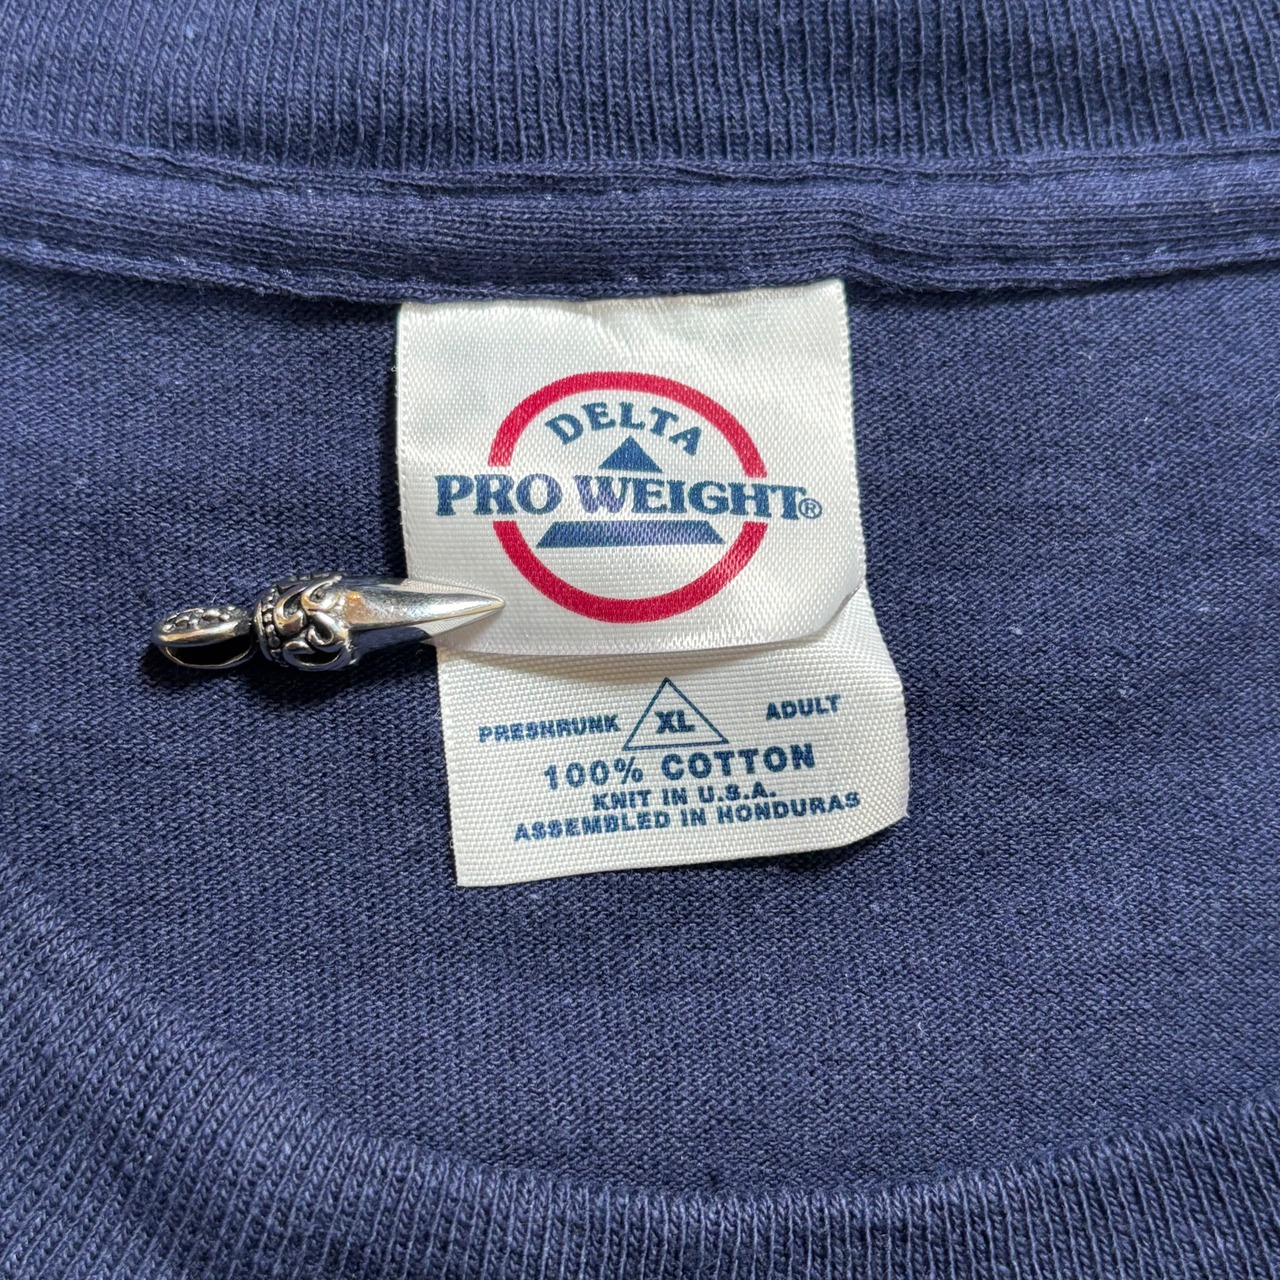 DELTA
PRO WEIGHT®
PRESHRUNK XL ADULT
100% COTTON
KNIT IN U.S.A.
ASSEMBLED IN HONDURAS